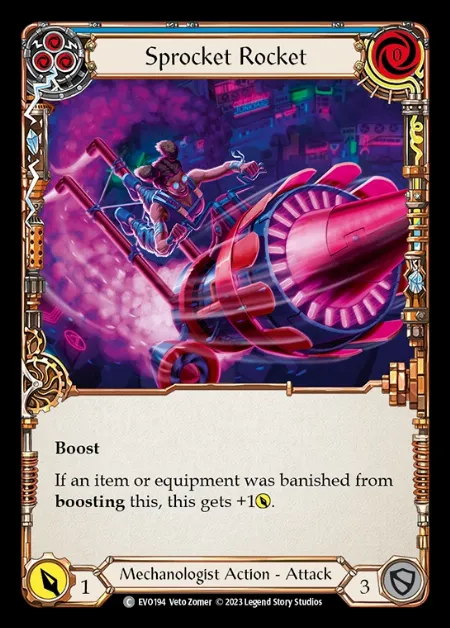 Sprocket Rocket
0
Boost
If an item or equipment was banished from
boosting this, this gets +1.
1
Mechanologist Action - Attack
3
C EVO194 Veto Zomer © 2023 Legend Story Studios